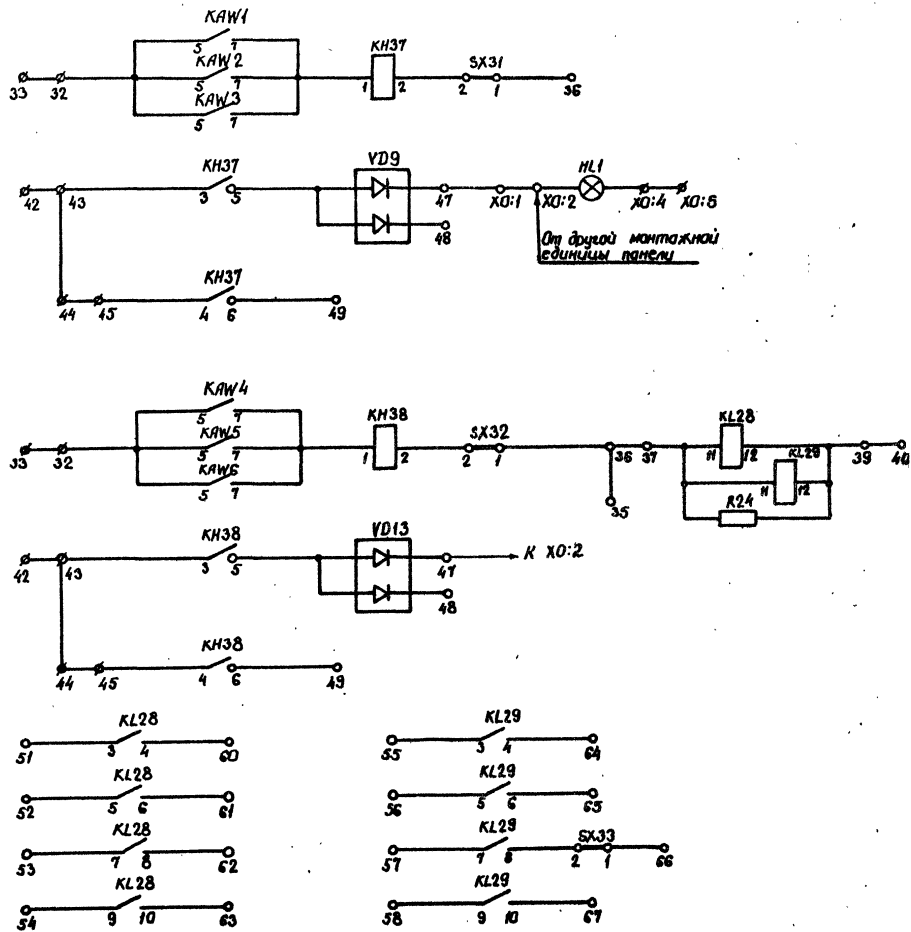 KAW1
5 7
KAW2
5 7
KAW3
5 7
33 32
KH37
1 2
SX31
2 1
36
42 43
KH37
3 5
VD9
47
48
XO:1 XO:2
HL1
XO:4 XO:5
От другой монтажной
единицы панели
44 45
KH37
4 6
49
KAW4
5 7
KAW5
5 7
KAW6
5 7
33 32
KH38
1 2
SX32
2 1
36 37
35
KL28
11 12
KL29
11 12
R24
39 40
42 43
KH38
3 5
VD13
47
48
К XO:2
44 45
KH38
4 6
49
KL28
51 3 4 60
KL28
52 5 6 61
KL28
53 7 8 62
KL28
54 9 10 63
KL29
55 3 4 64
KL29
56 5 6 65
KL29 SX33
57 7 8 2 1 66
KL29
58 9 10 67